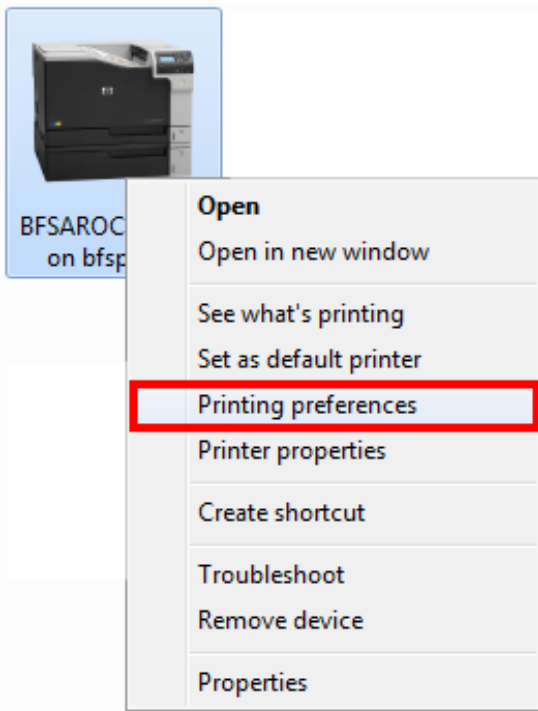 BFSAROC
on bfsp
Open
Open in new window
See what's printing
Set as default printer
Printing preferences
Printer properties
Create shortcut
Troubleshoot
Remove device
Properties